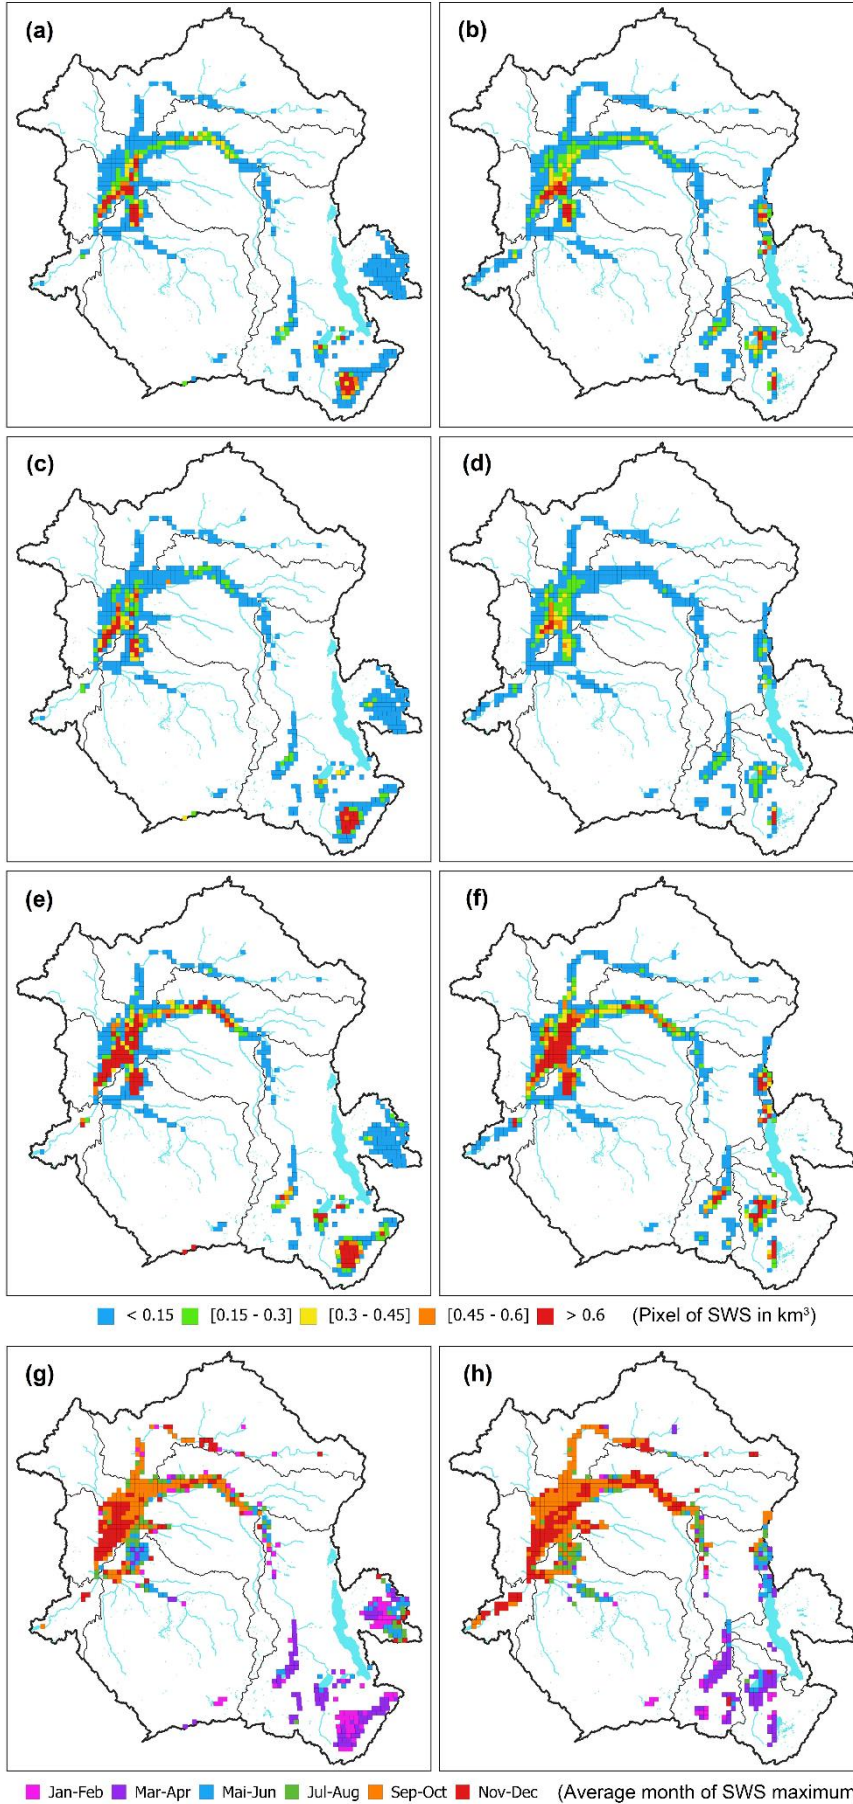 (a)
(b)
(c)
(d)
(e)
(f)
< 0.15 [0.15 - 0.3] [0.3 - 0.45] [0.45 - 0.6] > 0.6 (Pixel of SWS in km³)
(g)
(h)
Jan-Feb Mar-Apr Mai-Jun Jul-Aug Sep-Oct Nov-Dec (Average month of SWS maximum